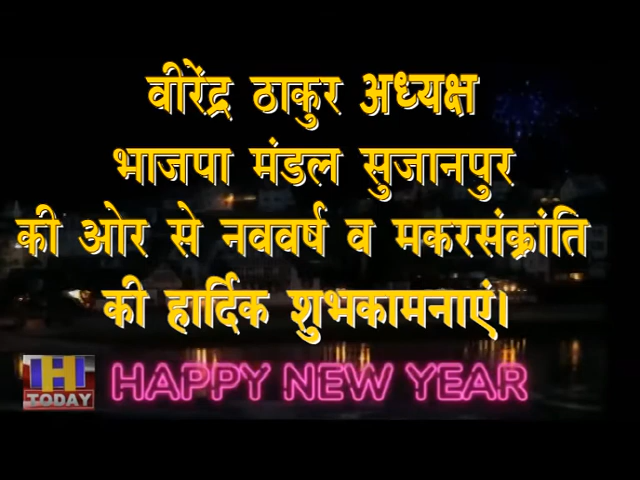 वीरेंद्र ठाकुर अध्यक्ष
भाजपा मंडल सुजानपुर
की ओर से नववर्ष व मकरसंक्रांति
की हार्दिक शुभकामनाएं।
H
TODAY
HAPPY NEW YEAR